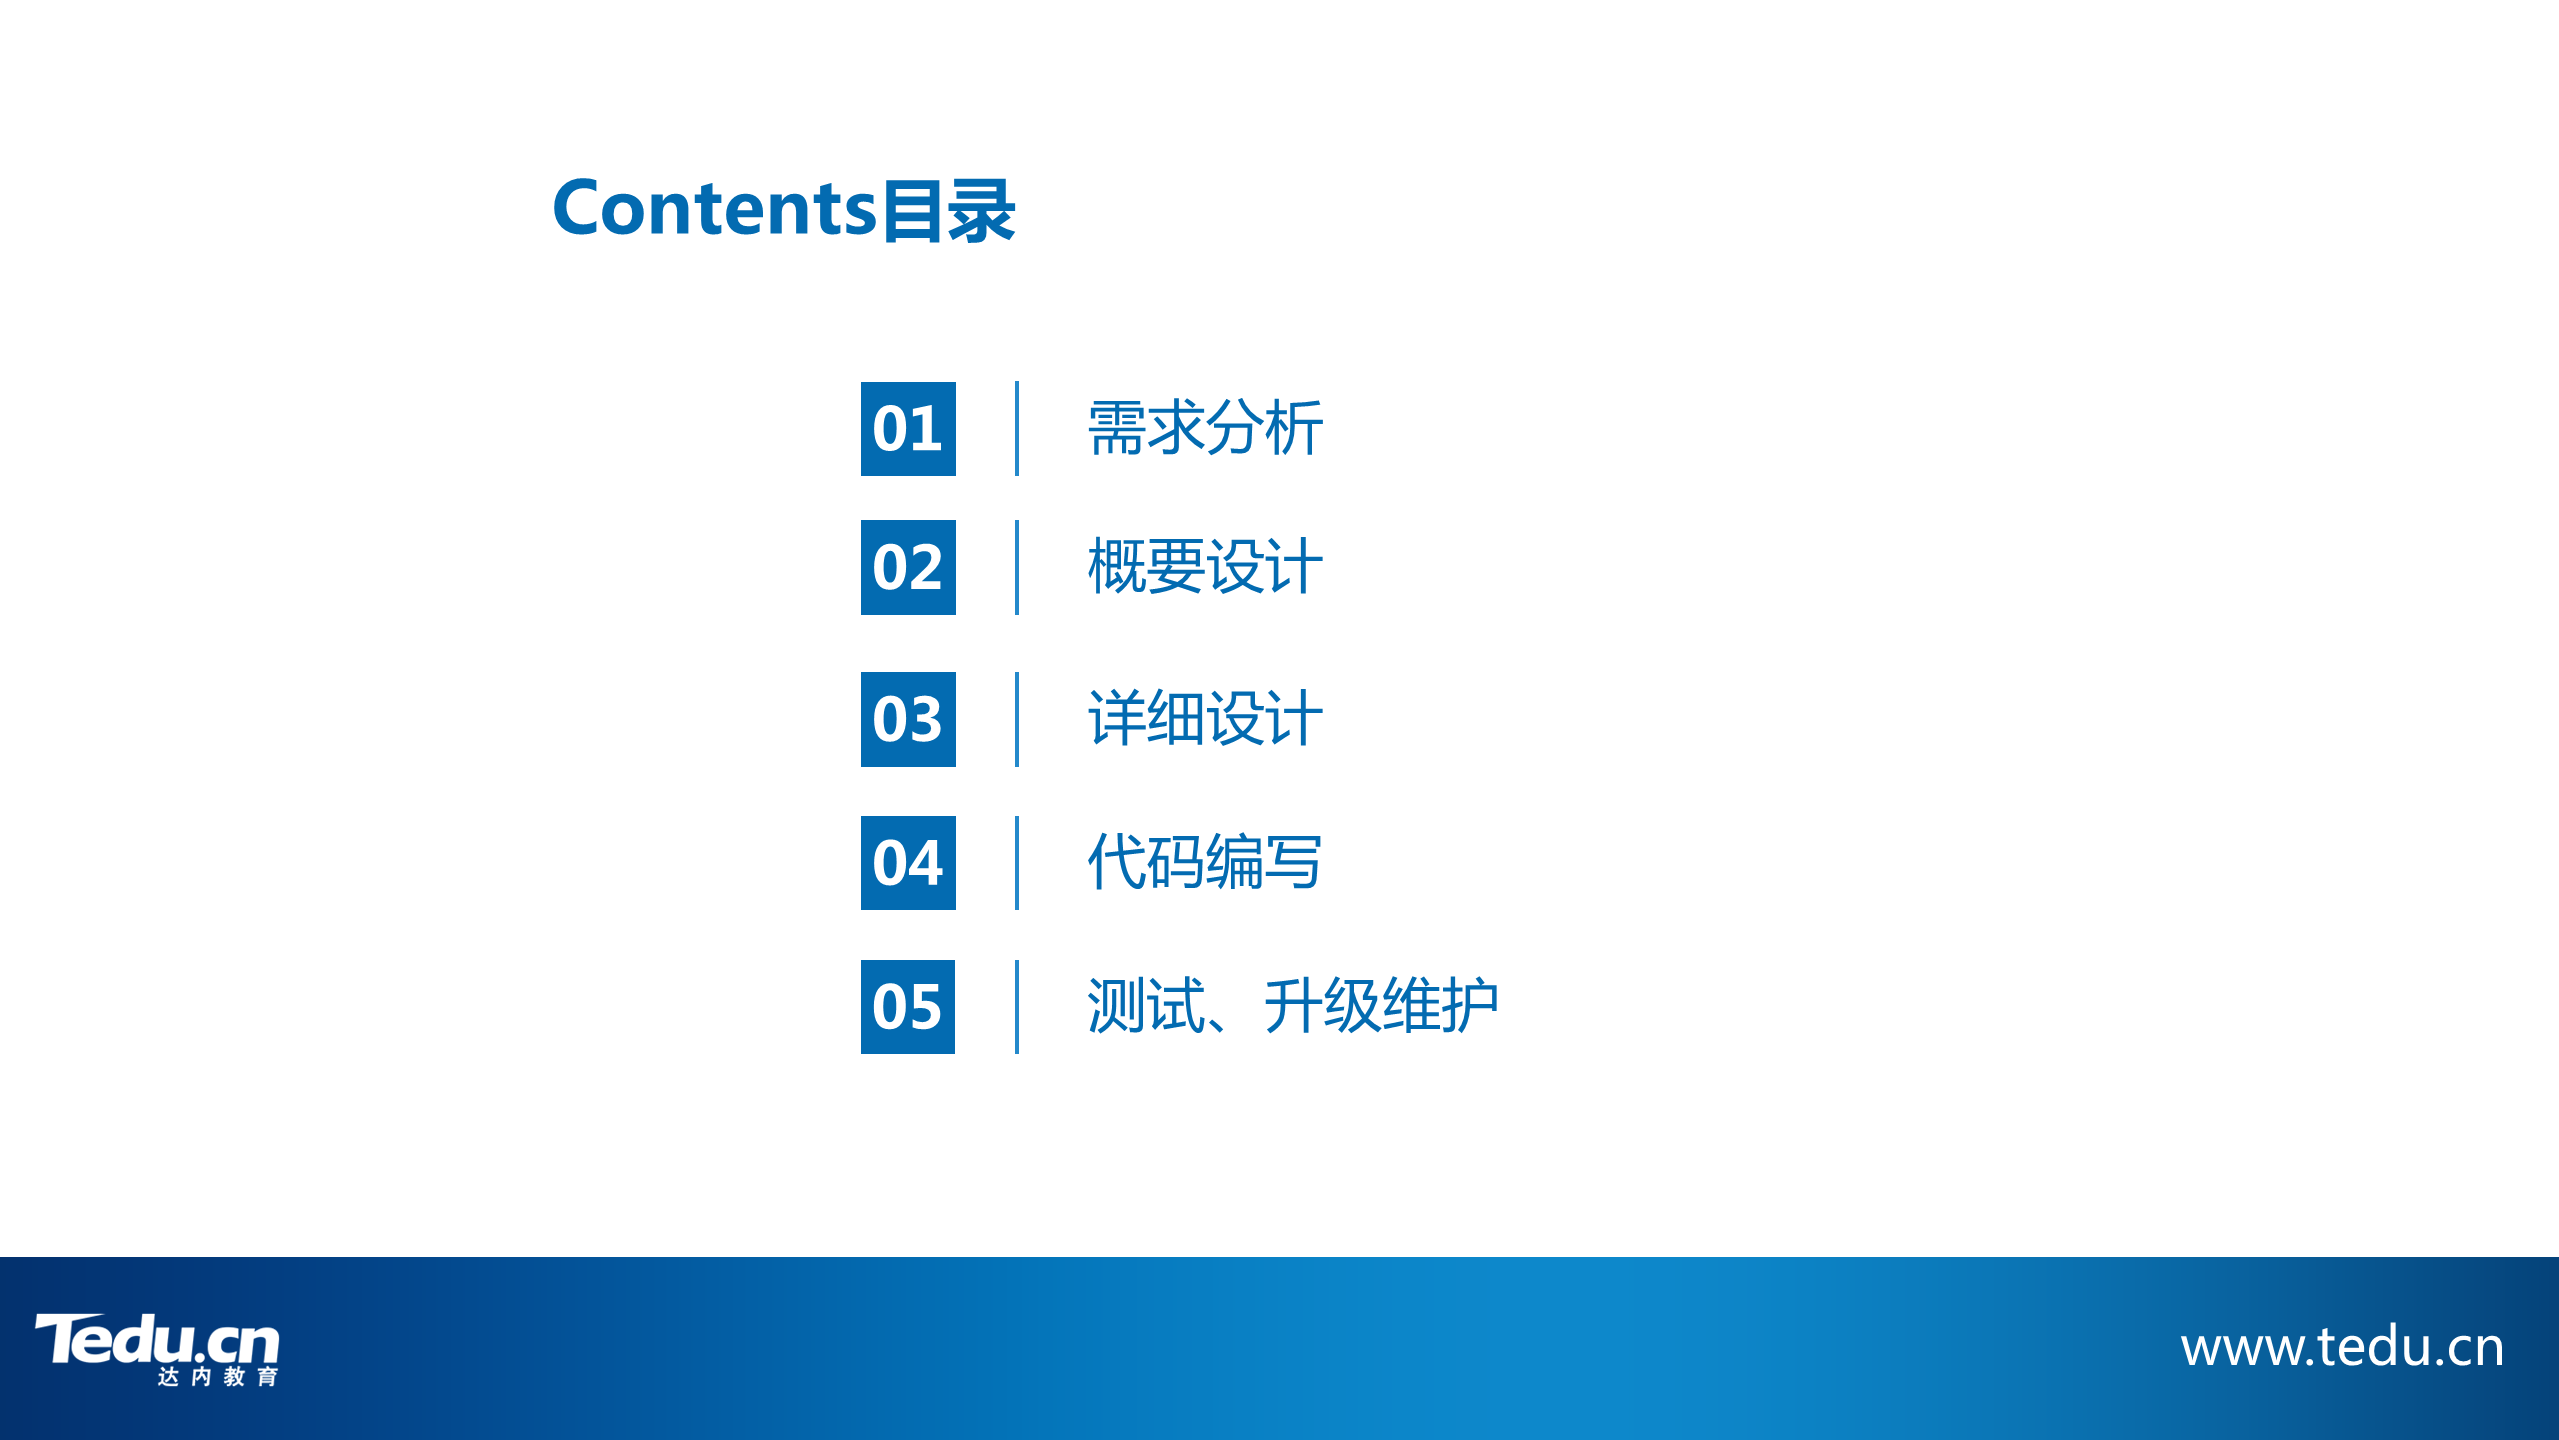 Contents目录
01 需求分析
02 概要设计
03 详细设计
04 代码编写
05 测试、升级维护
Tedu.cn
达内教育
www.tedu.cn